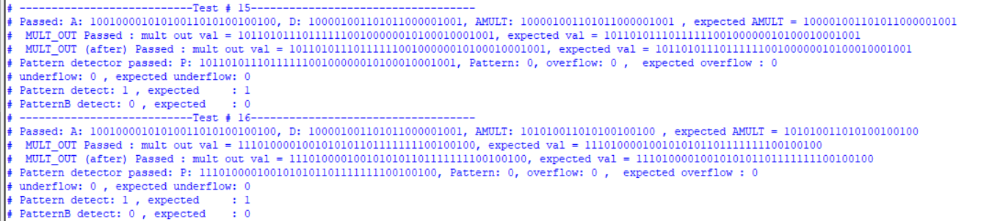 # ---------------------------Test # 15-----------------------------------
# Passed: A: 1001000010101001101010010​0100, D: 1000010011010110000​01001, AMULT: 100001001101011000001001 , expected AMULT = 100001001101011000001001
#  MULT_OUT Passed : mult out val = 1011010111011111100100000010100010001001, expected val = 1011010111011111100100000010100010001001
#  MULT_OUT (after) Passed : mult out val = 1011010111011111100100000010100010001001, expected val = 1011010111011111100100000010100010001001
# Pattern detector passed: P: 1011010111011111100100000010100010001001, Pattern: 0, overflow: 0 ,  expected overflow : 0
# underflow: 0 , expected underflow: 0
# Pattern detect: 1 , expected     : 1
# PatternB detect: 0 , expected    : 0
# ---------------------------Test # 16-----------------------------------
# Passed: A: 10010000101010011010100100100, D: 100001001101011000001001, AMULT: 101010011010100100100 , expected AMULT = 101010011010100100100
#  MULT_OUT Passed : mult out val = 1110100001001010101101111111100100100, expected val = 1110100001001010101101111111100100100
#  MULT_OUT (after) Passed : mult out val = 1110100001001010101101111111100100100, expected val = 1110100001001010101101111111100100100
# Pattern detector passed: P: 1110100001001010101101111111100100100, Pattern: 0, overflow: 0 ,  expected overflow : 0
# underflow: 0 , expected underflow: 0
# Pattern detect: 1 , expected     : 1
# PatternB detect: 0 , expected    : 0